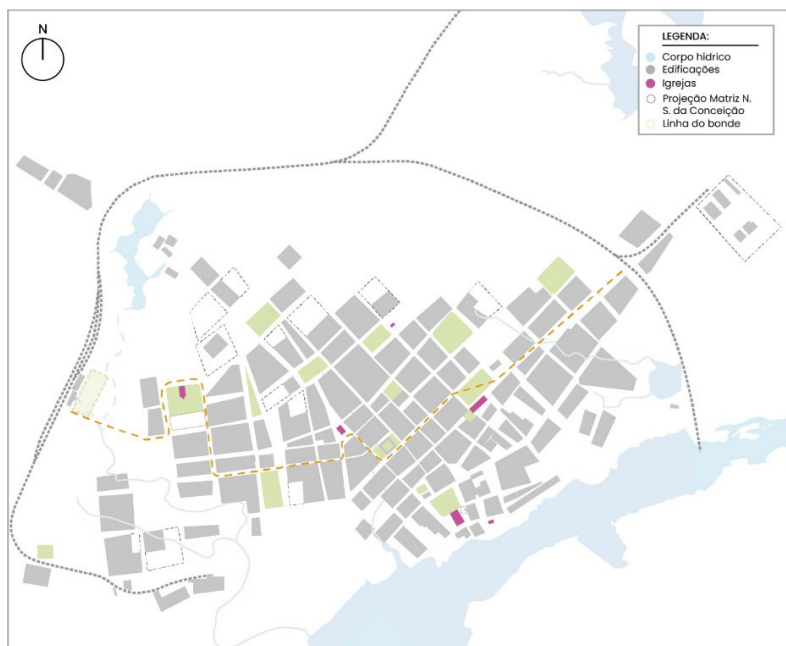 N
LEGENDA:
Corpo hídrico
Edificações
Igrejas
Projeção Matriz N.
S. da Conceição
Linha do bonde